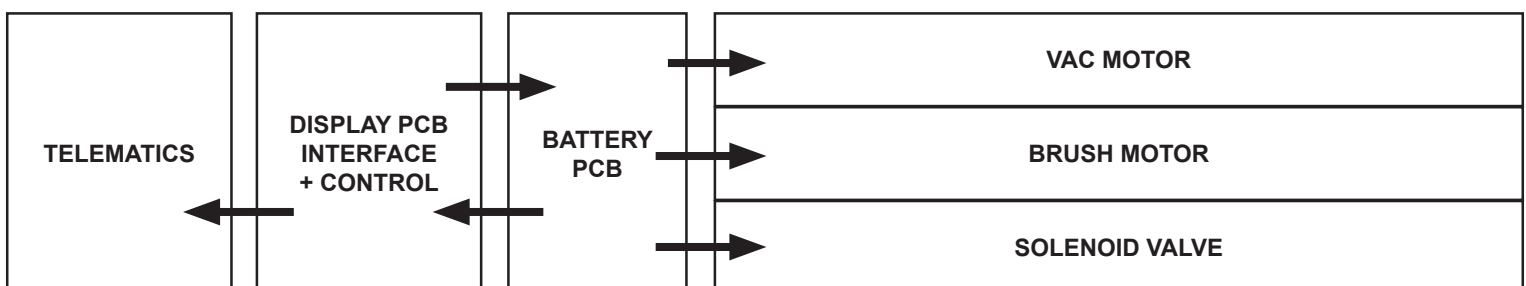 TELEMATICS
DISPLAY PCB
INTERFACE
+ CONTROL
BATTERY
PCB
VAC MOTOR
BRUSH MOTOR
SOLENOID VALVE